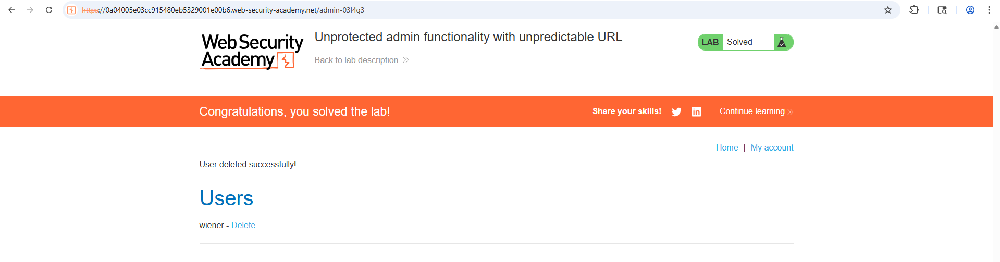 https://0a04005e03cc915480eb5329001e00b6.web-security-academy.net/admin-03l4g3
Web Security
Academy
Unprotected admin functionality with unpredictable URL
Back to lab description
LAB Solved
Congratulations, you solved the lab!
Share your skills!
Continue learning
Home | My account
User deleted successfully!
Users
wiener - Delete